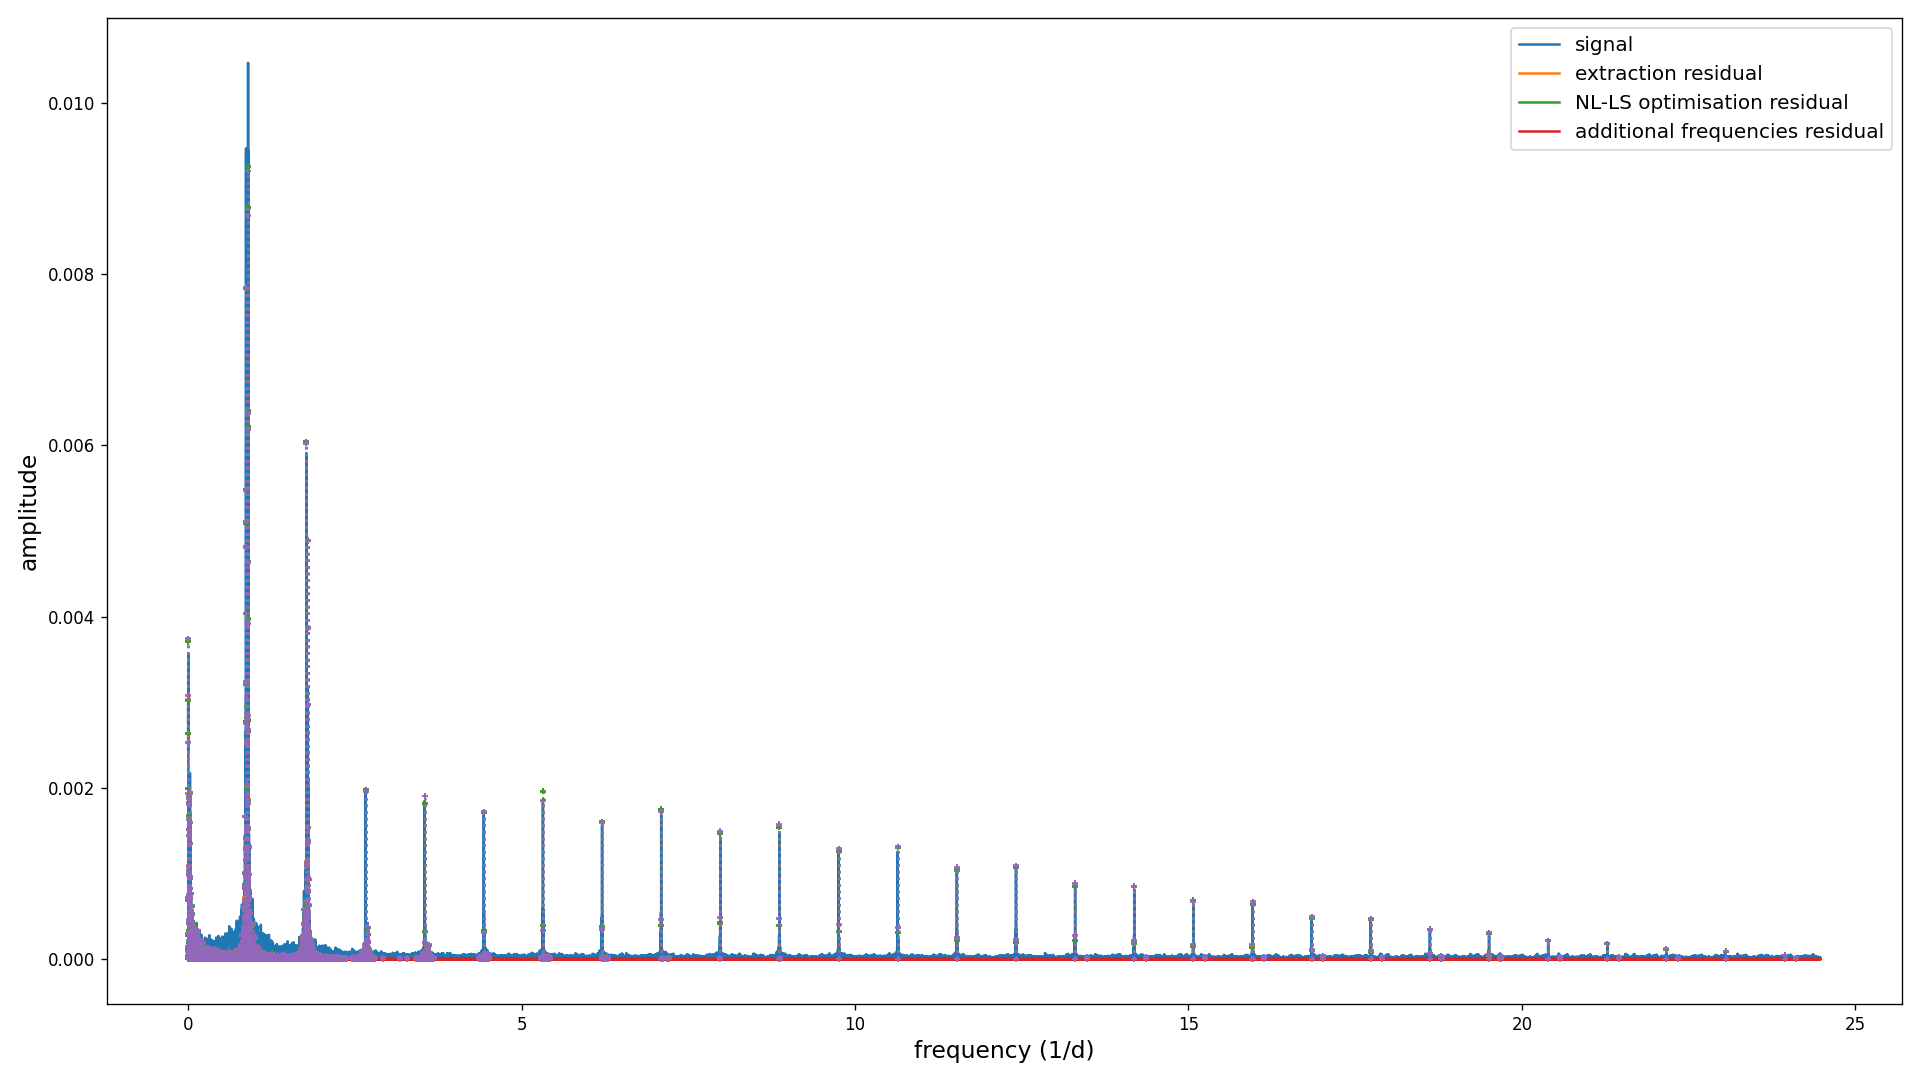 signal
extraction residual
NL-LS optimisation residual
additional frequencies residual
0.010
0.008
0.006
0.004
0.002
0.000
amplitude
0 5 10 15 20 25
frequency (1/d)